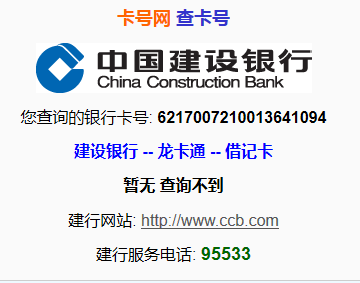 卡号网 查卡号
中国建设银行
China Construction Bank
您查询的银行卡号: 6217007210013641094
建设银行 -- 龙卡通 -- 借记卡
暂无 查询不到
建行网站: http://www.ccb.com
建行服务电话: 95533